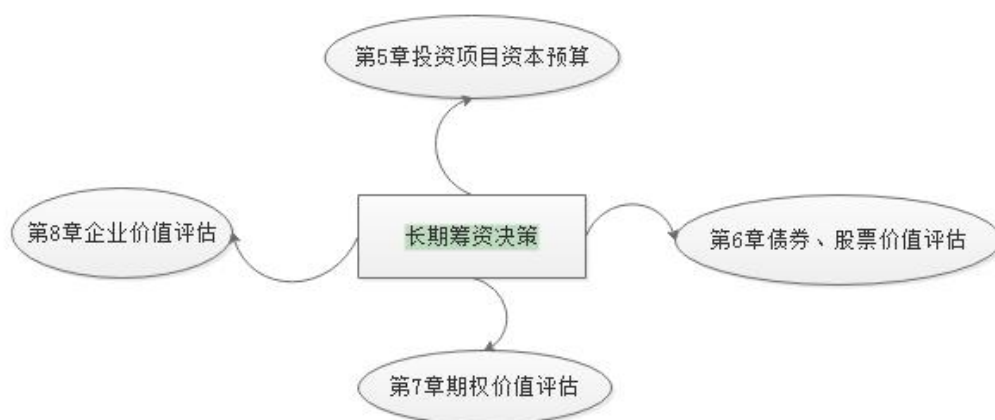 第5章投资项目资本预算
第8章企业价值评估
长期筹资决策
第6章债券、股票价值评估
第7章期权价值评估